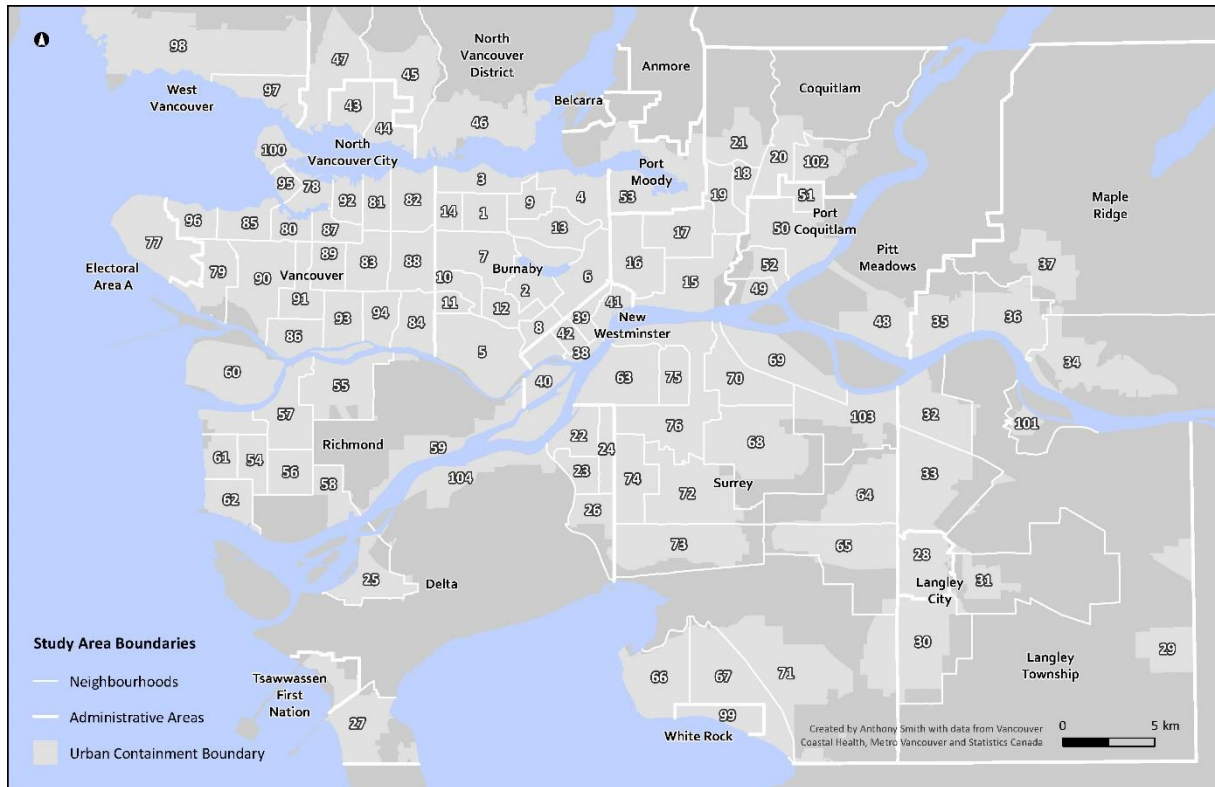 98
47
45
North
Vancouver
District
Anmore
Coquitlam
West
Vancouver
97
43
44
46
Belcarra
21
20
102
100
North
Vancouver City
Port
Moody
18
95
78
92
81
82
3
14
1
9
4
53
19
51
Port
Coquitlam
Maple
Ridge
96
85
80
87
13
17
50
77
Electoral
Area A
79
90
Vancouver
89
83
88
7
10
Burnaby
2
6
16
15
52
49
Pitt
Meadows
37
91
86
93
94
84
11
12
8
41
39
42
38
New
Westminster
48
35
36
34
5
60
55
40
63
75
70
69
57
Richmond
59
104
22
24
76
68
103
32
101
61
54
56
58
62
23
26
74
72
Surrey
64
33
73
65
28
Langley
City
31
25
Delta
30
29
Langley
Township
66
67
71
99
White Rock
Tsawwassen
First
Nation
27
Study Area Boundaries
Neighbourhoods
Administrative Areas
Urban Containment Boundary
Created by Anthony Smith with data from Vancouver
Coastal Health, Metro Vancouver and Statistics Canada
0 5 km